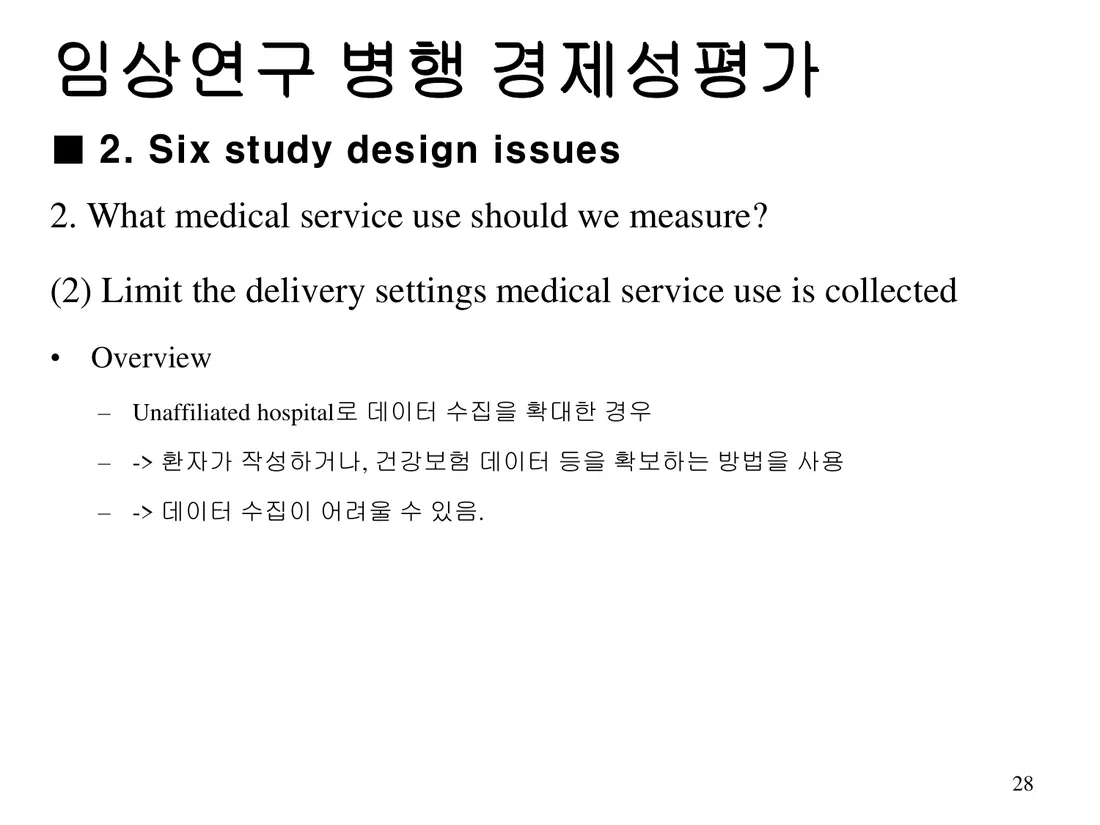 임상연구 병행 경제성평가
■ 2. Six study design issues
2. What medical service use should we measure?
(2) Limit the delivery settings medical service use is collected
• Overview
– Unaffiliated hospital로 데이터 수집을 확대한 경우
– -> 환자가 작성하거나, 건강보험 데이터 등을 확보하는 방법을 사용
– -> 데이터 수집이 어려울 수 있음.
28